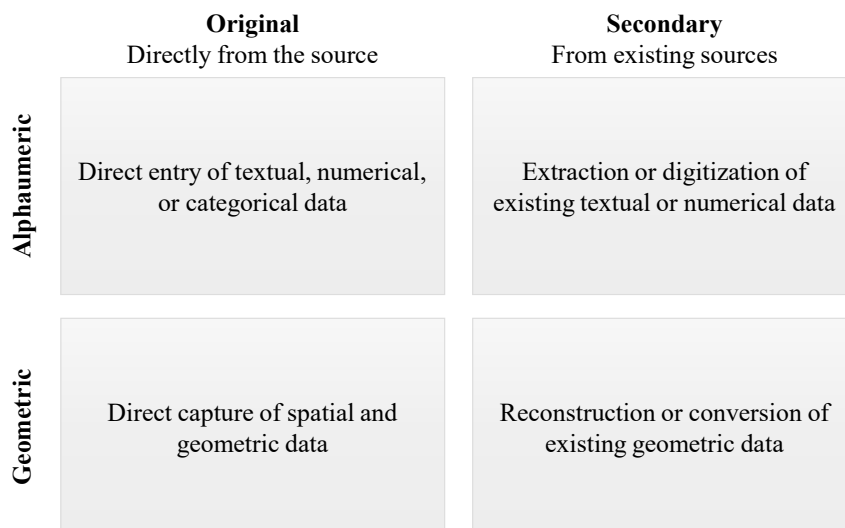 Original
Directly from the source
Secondary
From existing sources
Alphaumeric
Direct entry of textual, numerical,
or categorical data
Extraction or digitization of
existing textual or numerical data
Geometric
Direct capture of spatial and
geometric data
Reconstruction or conversion of
existing geometric data